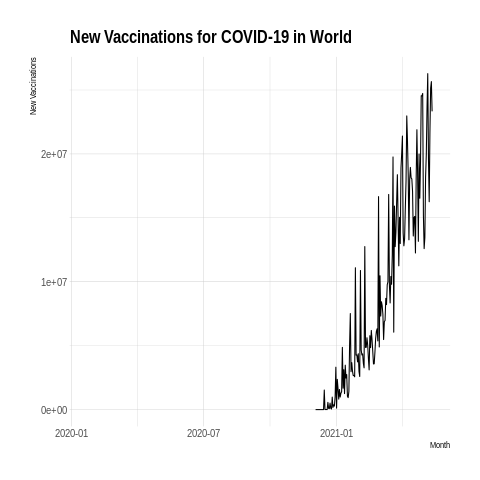 New Vaccinations for COVID-19 in World
New Vaccinations
2e+07
1e+07
0e+00
2020-01 2020-07 2021-01
Month